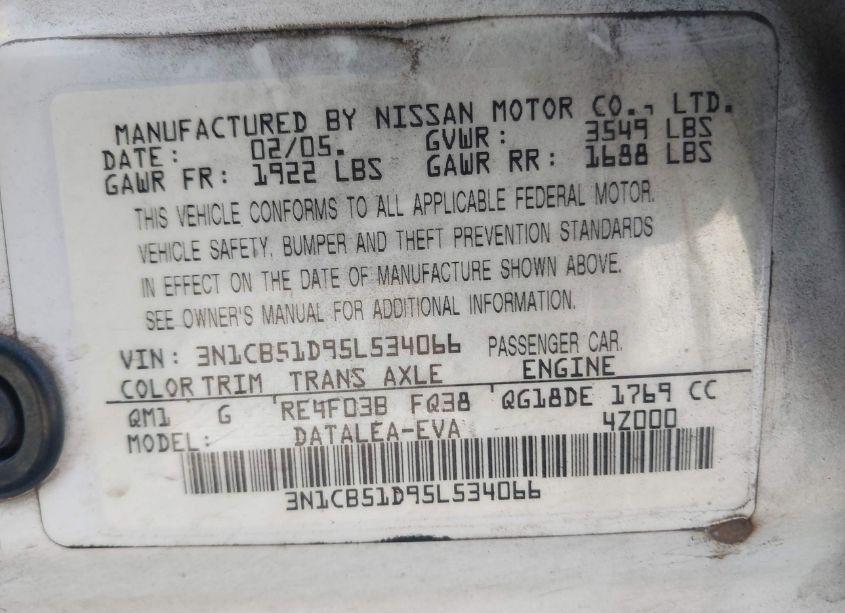 MANUFACTURED BY NISSAN MOTOR CO., LTD.
DATE: 02/05. GVWR: 3549 LBS
GAWR FR: 1922 LBS GAWR RR: 1688 LBS
THIS VEHICLE CONFORMS TO ALL APPLICABLE FEDERAL MOTOR.
VEHICLE SAFETY, BUMPER AND THEFT PREVENTION STANDARDS
IN EFFECT ON THE DATE OF MANUFACTURE SHOWN ABOVE.
SEE OWNER'S MANUAL FOR ADDITIONAL INFORMATION.
VIN: 3N1CB51D95L534066 PASSENGER CAR.
COLOR TRIM TRANS AXLE ENGINE
QM1 G RE4F03B FQ38 QG18DE 1769 CC
MODEL: DATALEA-EVA 4Z000
3N1CB51D95L534066